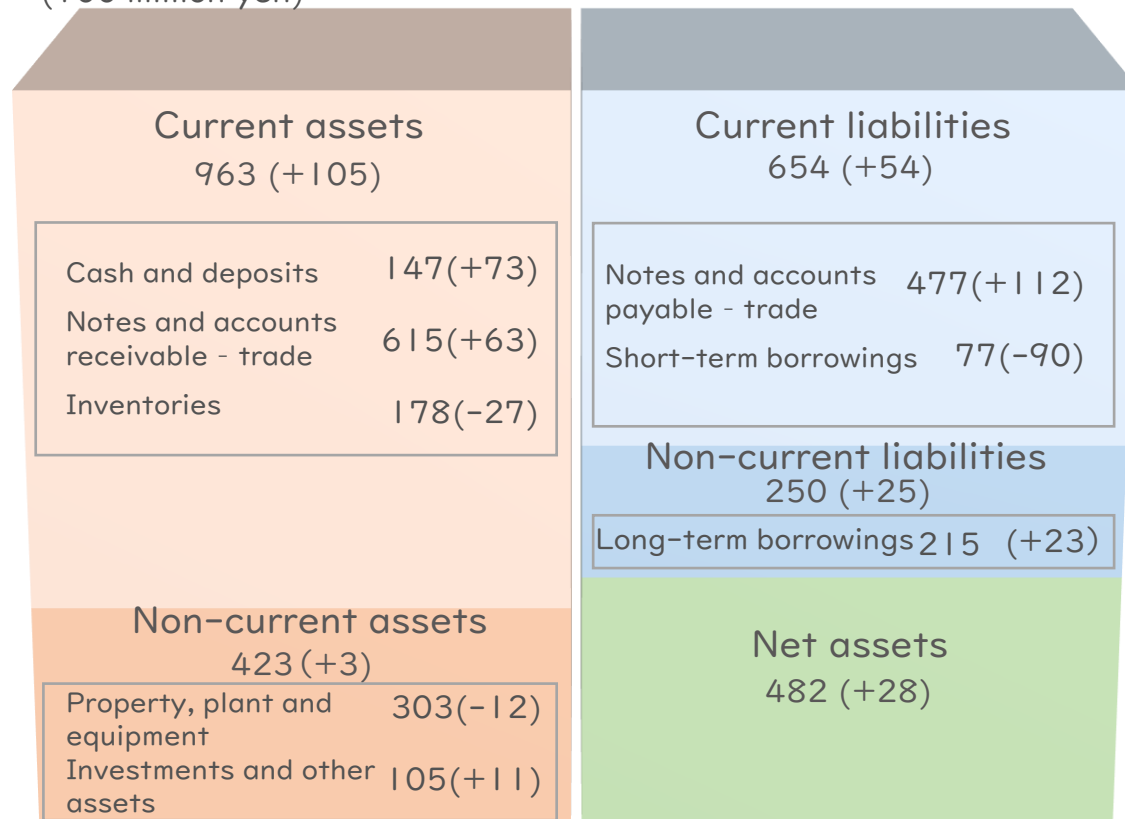 Current assets
963 (+105)
Cash and deposits 147(+73)
Notes and accounts
receivable - trade 615(+63)
Inventories 178(-27)
Non-current assets
423 (+3)
Property, plant and
equipment 303(-12)
Investments and other
assets 105(+11)
Current liabilities
654 (+54)
Notes and accounts
payable - trade 477(+112)
Short-term borrowings 77(-90)
Non-current liabilities
250 (+25)
Long-term borrowings 215 (+23)
Net assets
482 (+28)